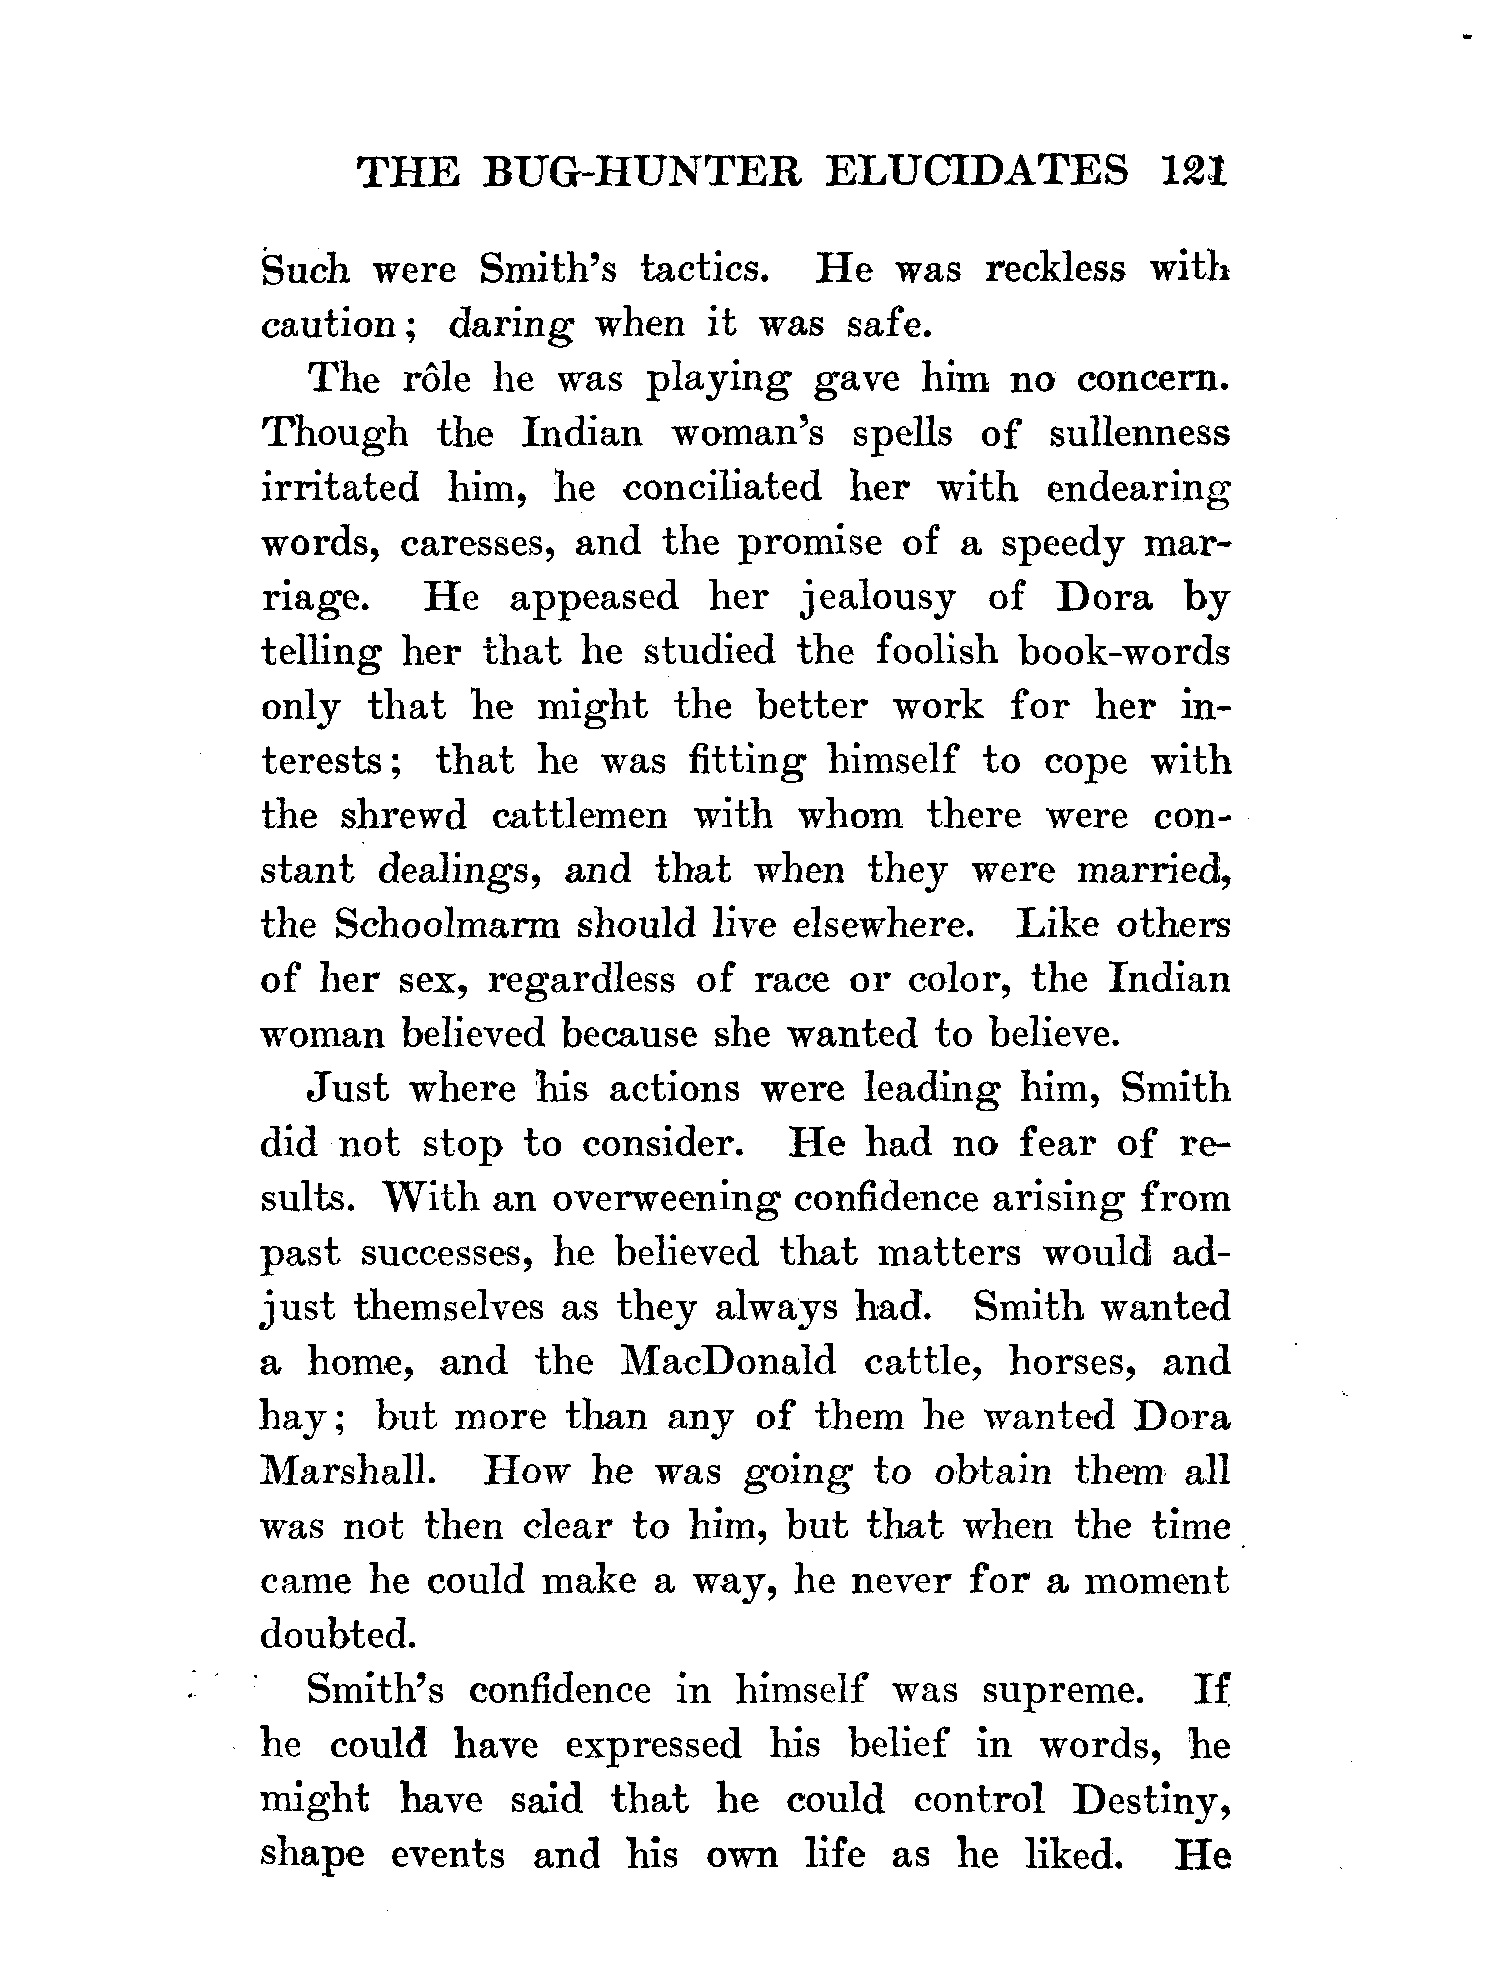 THE BUG-HUNTER ELUCIDATES 121
Such were Smith's tactics. He was reckless with
caution; daring when it was safe.
The rôle he was playing gave him no concern.
Though the Indian woman's spells of sullenness
irritated him, he conciliated her with endearing
words, caresses, and the promise of a speedy mar-
riage. He appeased her jealousy of Dora by
telling her that he studied the foolish book-words
only that he might the better work for her in-
terests; that he was fitting himself to cope with
the shrewd cattlemen with whom there were con-
stant dealings, and that when they were married,
the Schoolmarm should live elsewhere. Like others
of her sex, regardless of race or color, the Indian
woman believed because she wanted to believe.
Just where his actions were leading him, Smith
did not stop to consider. He had no fear of re-
sults. With an overweening confidence arising from
past successes, he believed that matters would ad-
just themselves as they always had. Smith wanted
a home, and the MacDonald cattle, horses, and
hay; but more than any of them he wanted Dora
Marshall. How he was going to obtain them all
was not then clear to him, but that when the time
came he could make a way, he never for a moment
doubted.
Smith's confidence in himself was supreme. If
he could have expressed his belief in words, he
might have said that he could control Destiny,
shape events and his own life as he liked. He